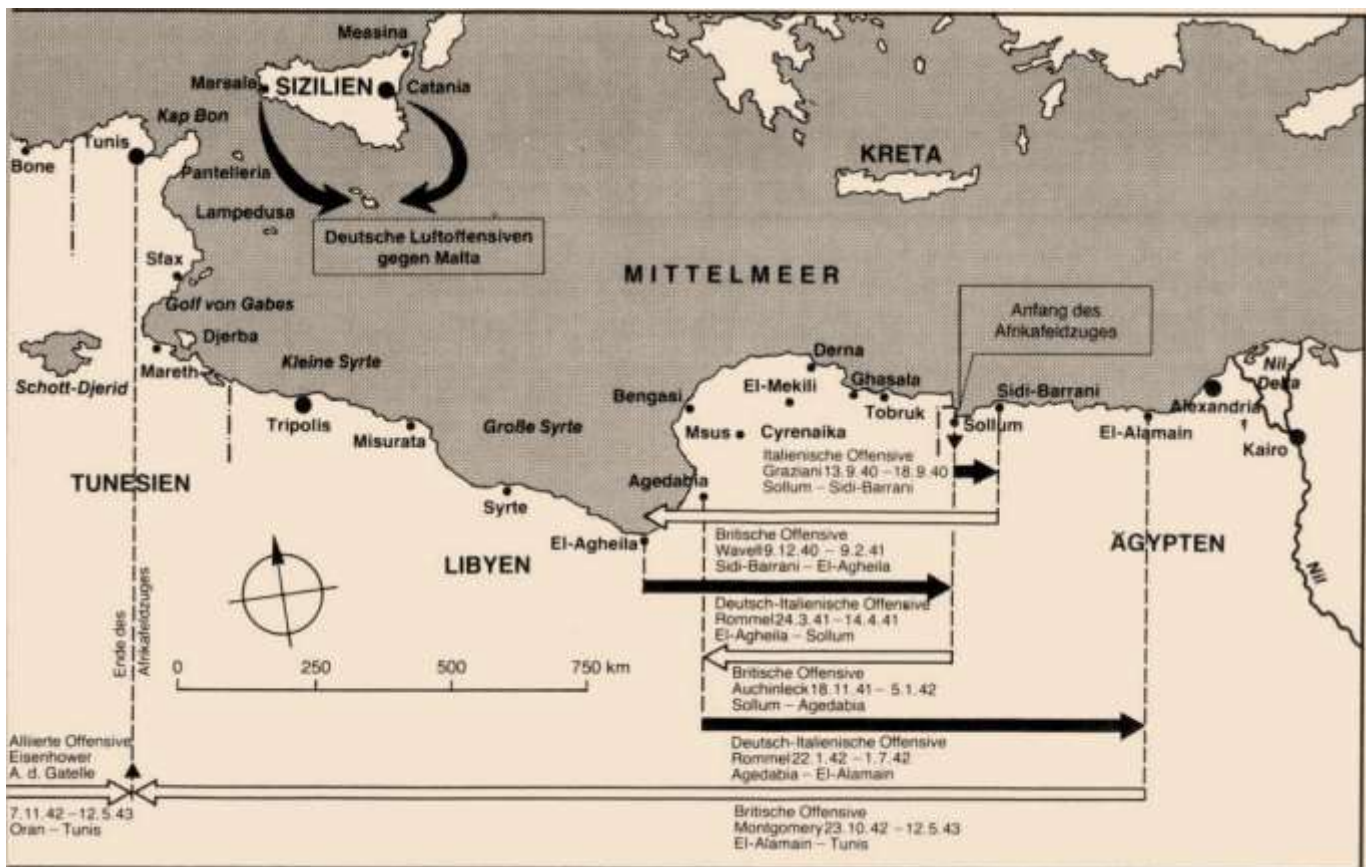 Messina
Marsala
SIZILIEN
Catania
Kap Bon
Tunis
Bone
Pantelleria
KRETA
Lampedusa
Deutsche Luftoffensiven
gegen Malta
Sfax
MITTELMEER
Golf von Gabes
Anfang des
Afrikafeldzuges
Djerba
Kleine Syrte
Mareth
Schott-Djerid
Derna
Nil
Delta
El-Mekili
Ghasala
Sidi-Barrani
Bengasi
Tobruk
Alexandria
Tripolis
Große Syrte
Msus
Cyrenaika
Sollum
El-Alamain
Misurata
Kairo
Italienische Offensive
Graziani 13.9.40 – 18.9.40
Sollum – Sidi-Barrani
TUNESIEN
Agedabia
Syrte
El-Agheila
LIBYEN
ÄGYPTEN
Nil
Britische Offensive
Wavell 9.12.40 – 9.2.41
Sidi-Barrani – El-Agheila
Deutsch-Italienische Offensive
Rommel 24.3.41 – 14.4.41
El-Agheila – Sollum
Ende des
Afrikafeldzuges
0 250 500 750 km
Britische Offensive
Auchinleck 18.11.41 – 5.1.42
Sollum – Agedabia
Deutsch-Italienische Offensive
Rommel 22.1.42 – 1.7.42
Agedabia – El-Alamain
Alliierte Offensive
Eisenhower
A. d. Gatelle
7.11.42 – 12.5.43
Oran – Tunis
Britische Offensive
Montgomery 23.10.42 – 12.5.43
El-Alamain – Tunis